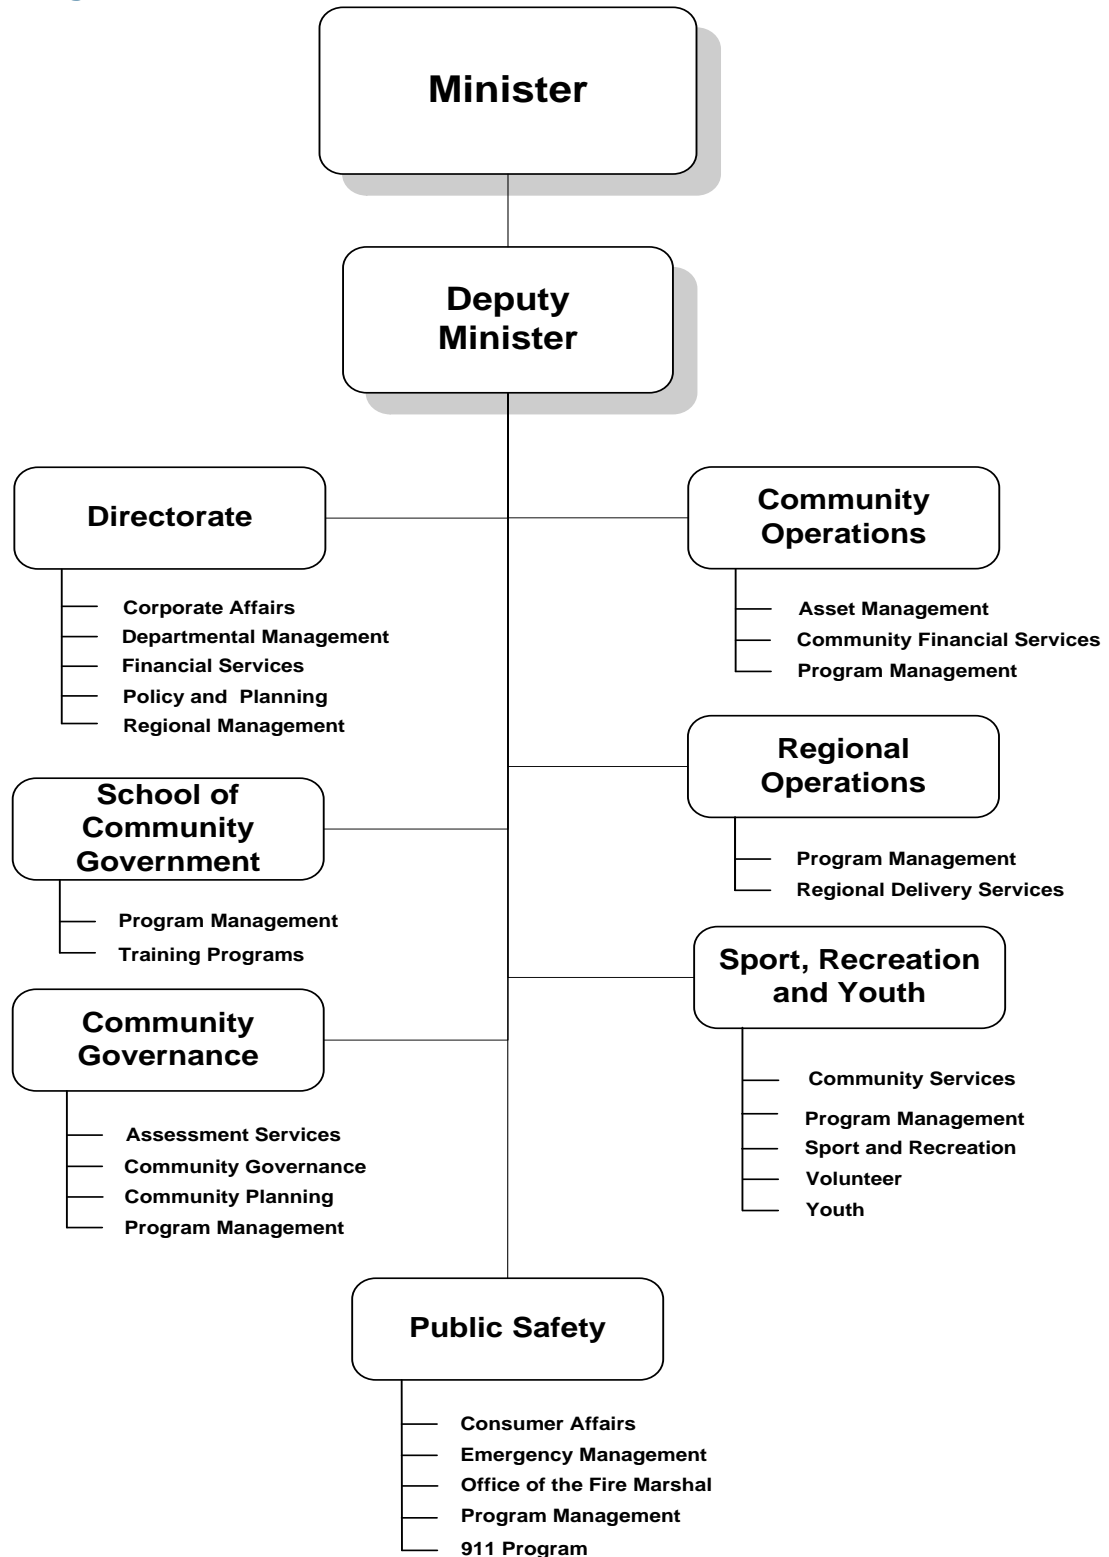 Minister
Deputy
Minister
Directorate
Corporate Affairs
Departmental Management
Financial Services
Policy and Planning
Regional Management
Community
Operations
Asset Management
Community Financial Services
Program Management
School of
Community
Government
Program Management
Training Programs
Regional
Operations
Program Management
Regional Delivery Services
Community
Governance
Assessment Services
Community Governance
Community Planning
Program Management
Sport, Recreation
and Youth
Community Services
Program Management
Sport and Recreation
Volunteer
Youth
Public Safety
Consumer Affairs
Emergency Management
Office of the Fire Marshal
Program Management
911 Program